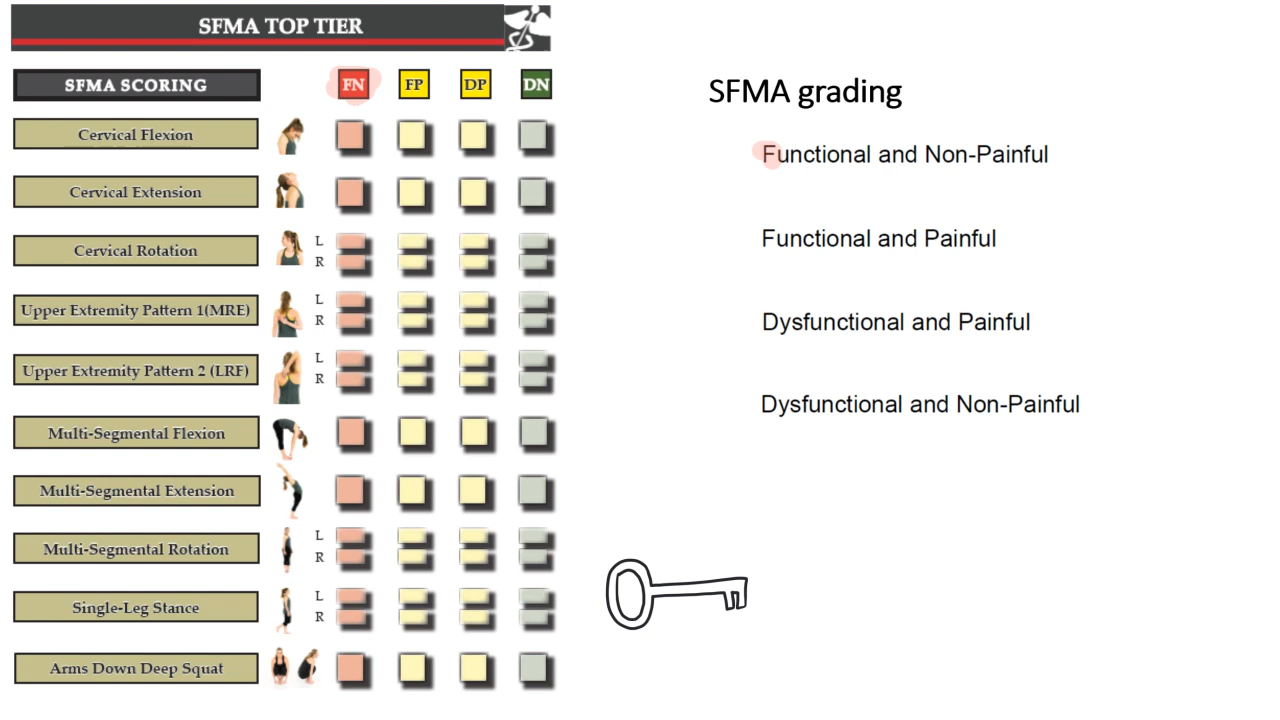 SFMA TOP TIER
SFMA SCORING FN FP DP DN
Cervical Flexion
Cervical Extension
Cervical Rotation L
R
Upper Extremity Pattern 1(MRE) L
R
Upper Extremity Pattern 2 (LRF) L
R
Multi-Segmental Flexion
Multi-Segmental Extension
Multi-Segmental Rotation L
R
Single-Leg Stance L
R
Arms Down Deep Squat
SFMA grading
Functional and Non-Painful
Functional and Painful
Dysfunctional and Painful
Dysfunctional and Non-Painful